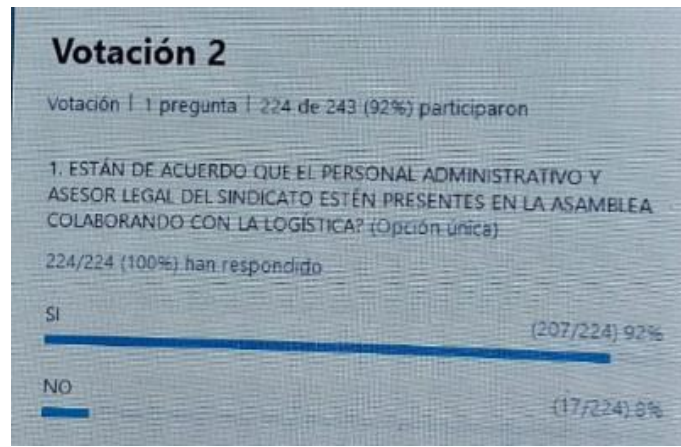 Votación 2
Votación | 1 pregunta | 224 de 243 (92%) participaron
1. ESTÁN DE ACUERDO QUE EL PERSONAL ADMINISTRATIVO Y
ASESOR LEGAL DEL SINDICATO ESTÉN PRESENTES EN LA ASAMBLEA
COLABORANDO CON LA LOGÍSTICA? (Opción única)
224/224 (100%) han respondido
SI
(207/224) 92%
NO
(17/224) 8%